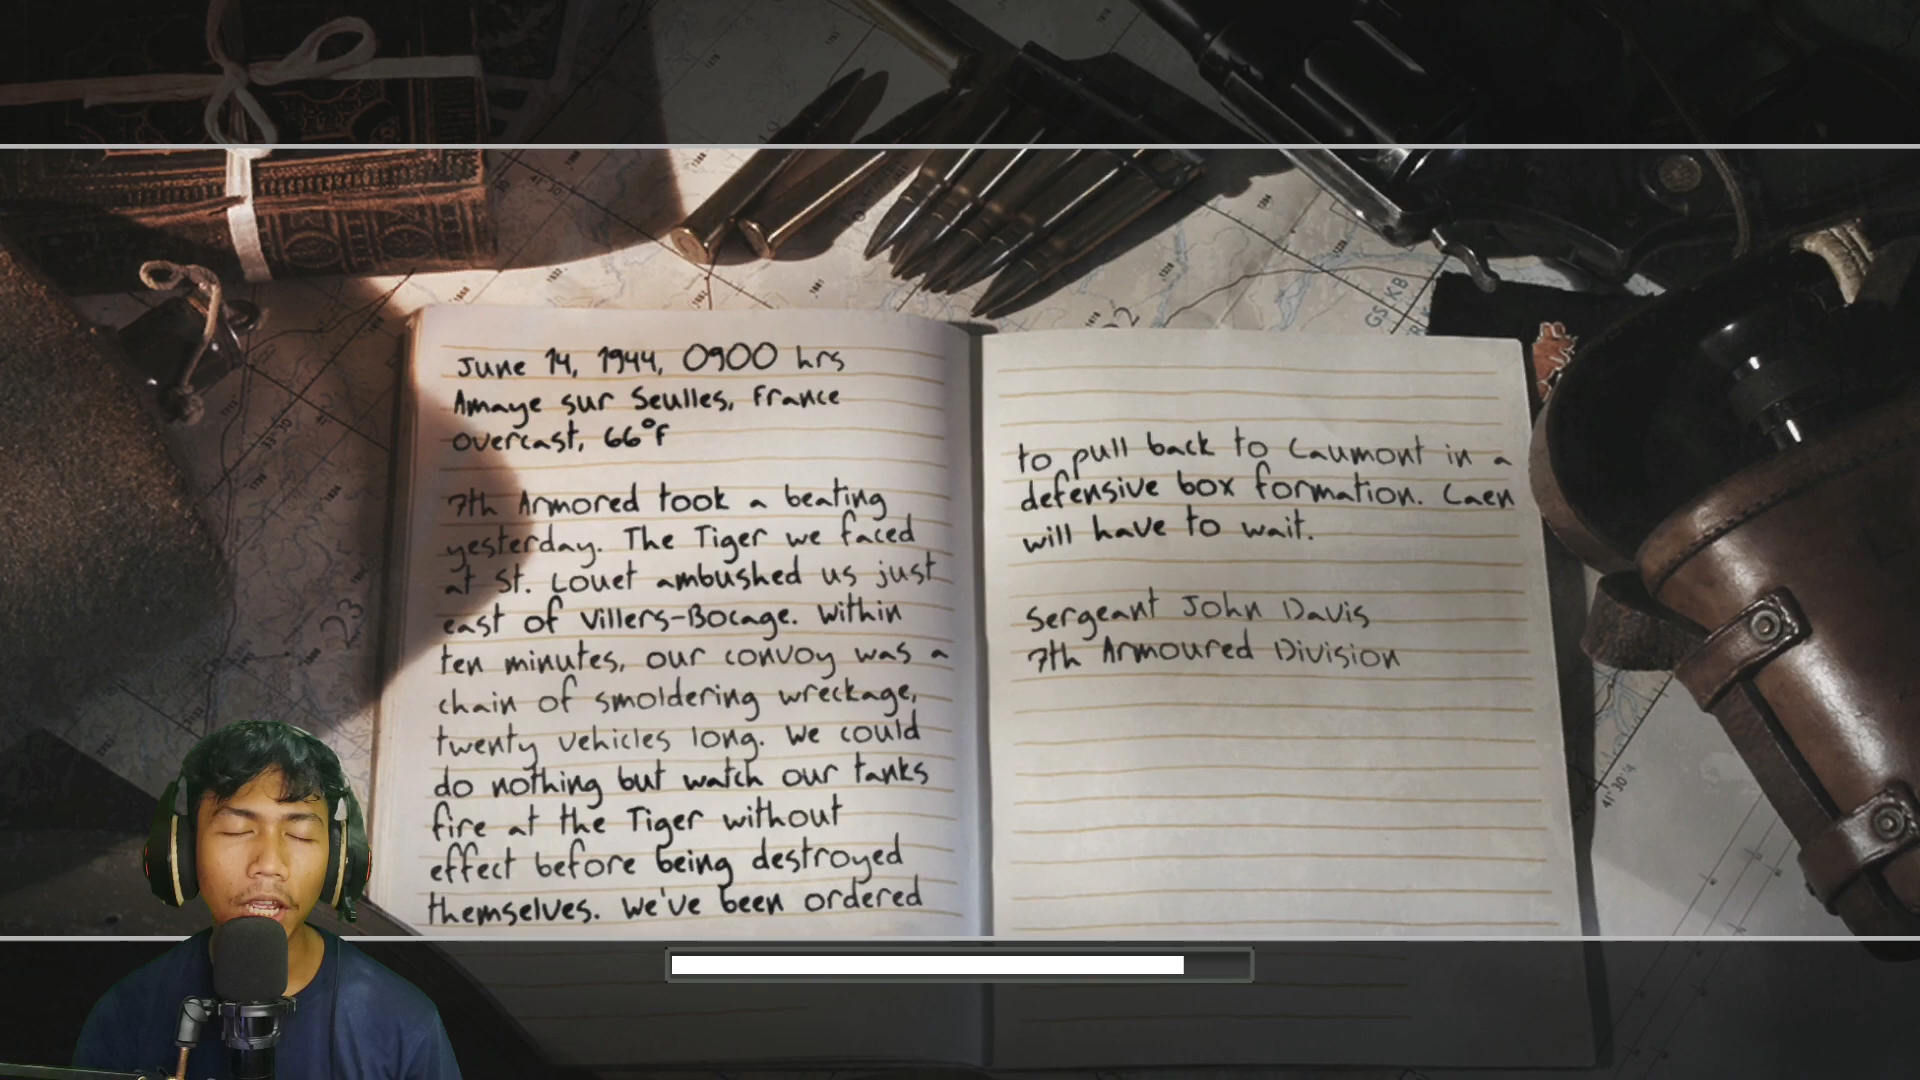 June 14, 1944, 0900 hrs
Amaye sur Seulles, France
Overcast, 66°F
7th Armored took a beating
yesterday. The Tiger we faced
at St. Louet ambushed us just
east of Villers-Bocage. Within
ten minutes, our convoy was a
chain of smoldering wreckage,
twenty vehicles long. We could
do nothing but watch our tanks
fire at the Tiger without
effect before being destroyed
themselves. We've been ordered
to pull back to Caumont in a
defensive box formation. Caen
will have to wait.
Sergeant John Davis
7th Armoured Division